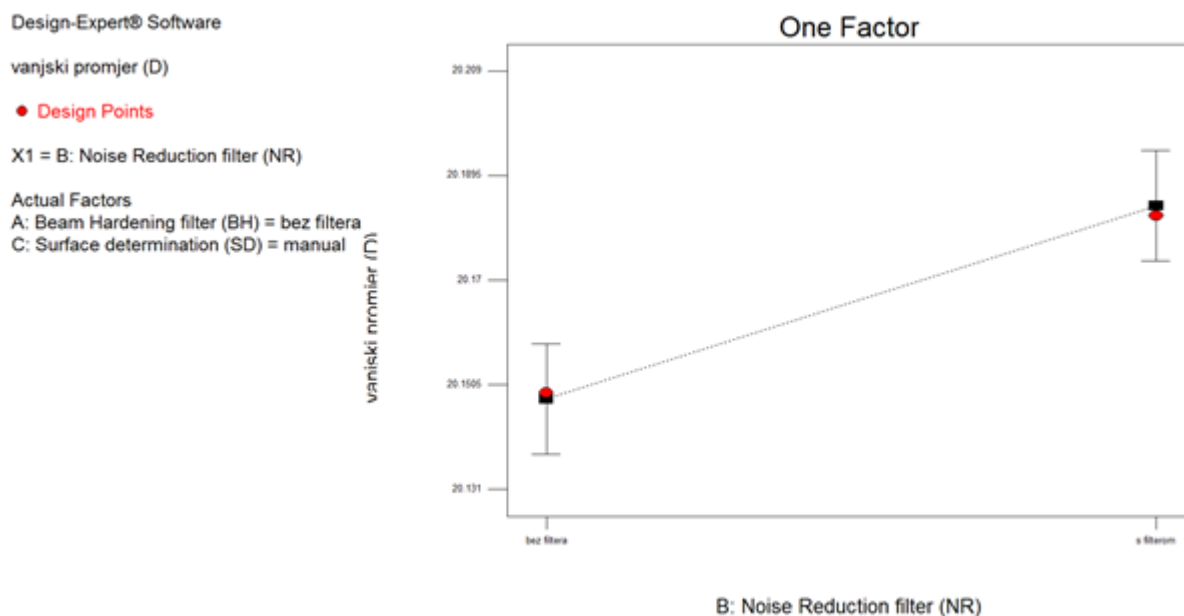 Design-Expert® Software
vanjski promjer (D)
Design Points
X1 = B: Noise Reduction filter (NR)
Actual Factors
A: Beam Hardening filter (BH) = bez filtera
C: Surface determination (SD) = manual
One Factor
vanjski promjer (D)
20.209
20.1895
20.17
20.1505
20.131
bez filtera
s filterom
B: Noise Reduction filter (NR)